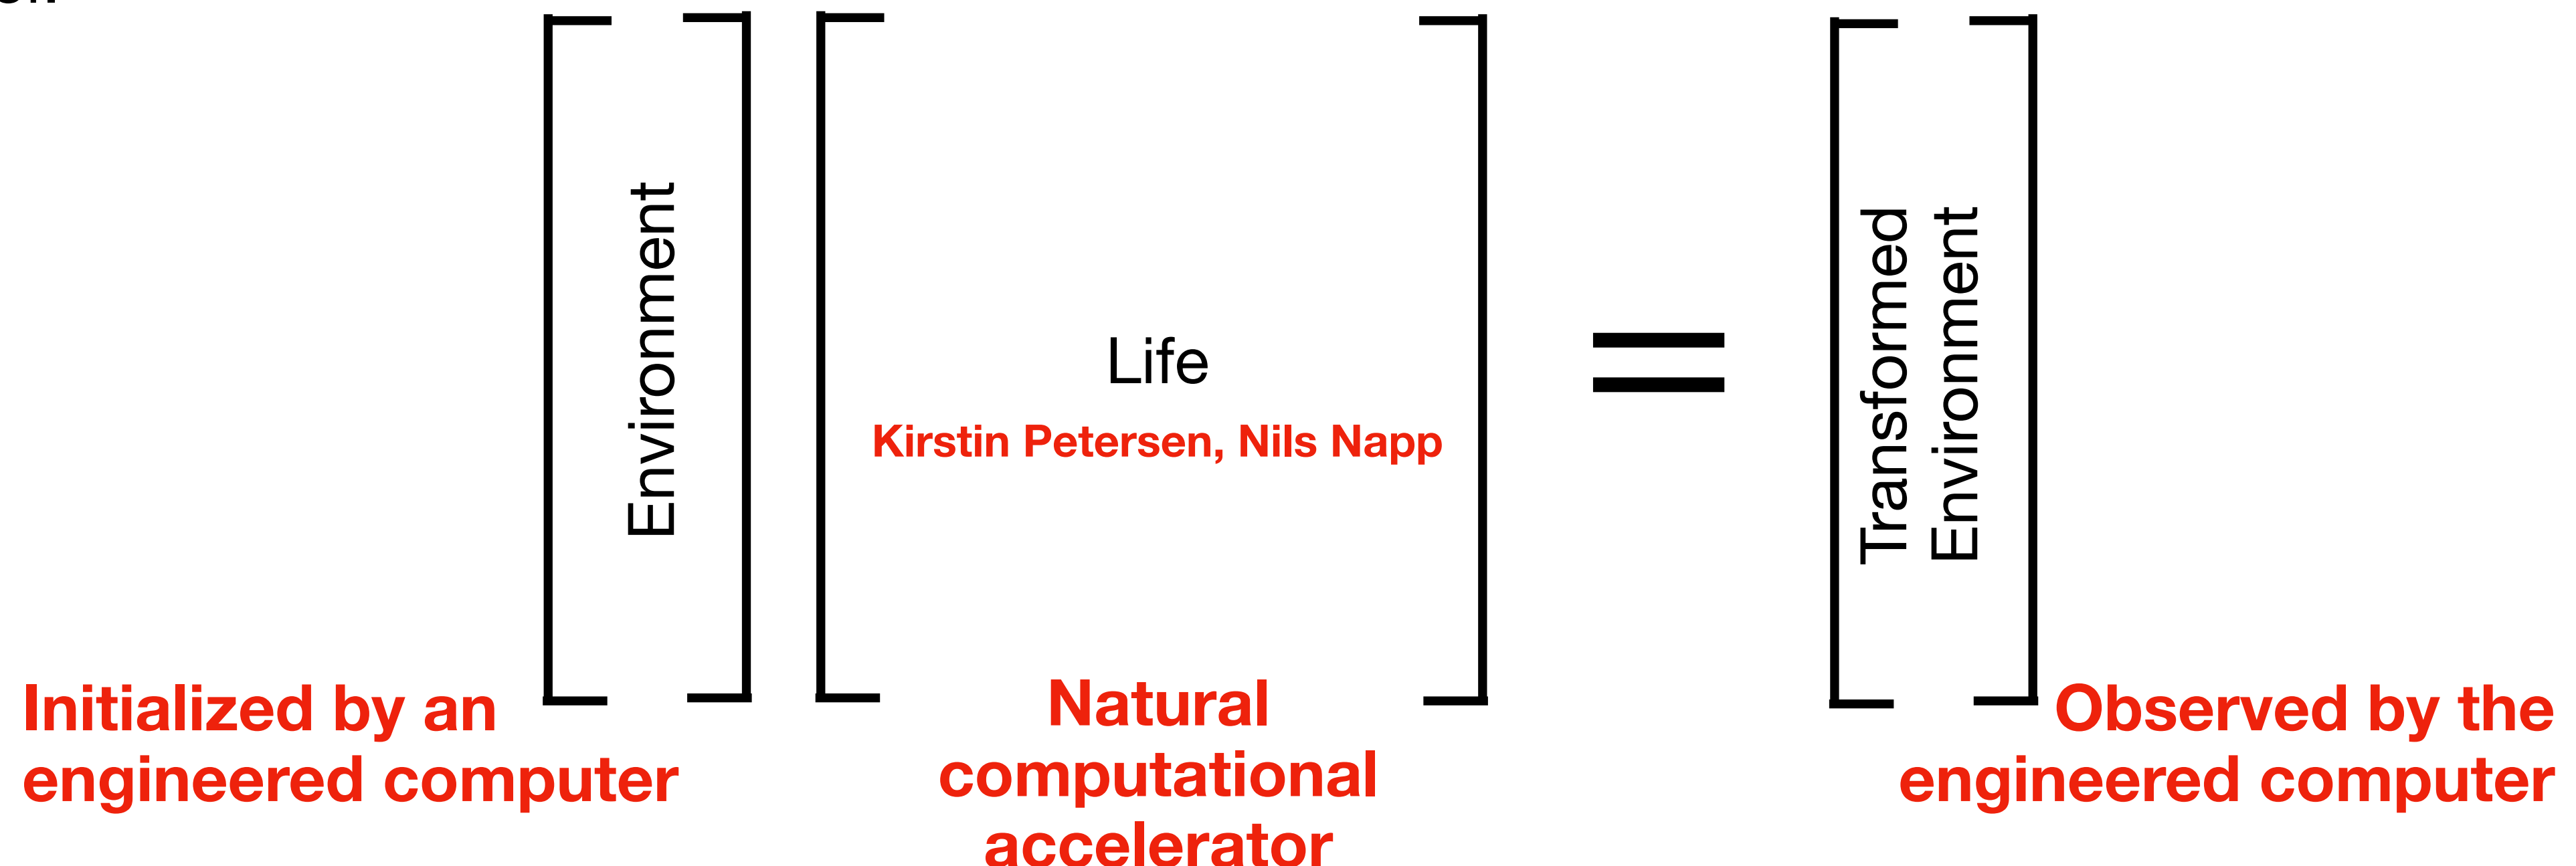 Environment
Life
Kirstin Petersen, Nils Napp
=
Transformed
Environment
Initialized by an
engineered computer
Natural
computational
accelerator
Observed by the
engineered computer